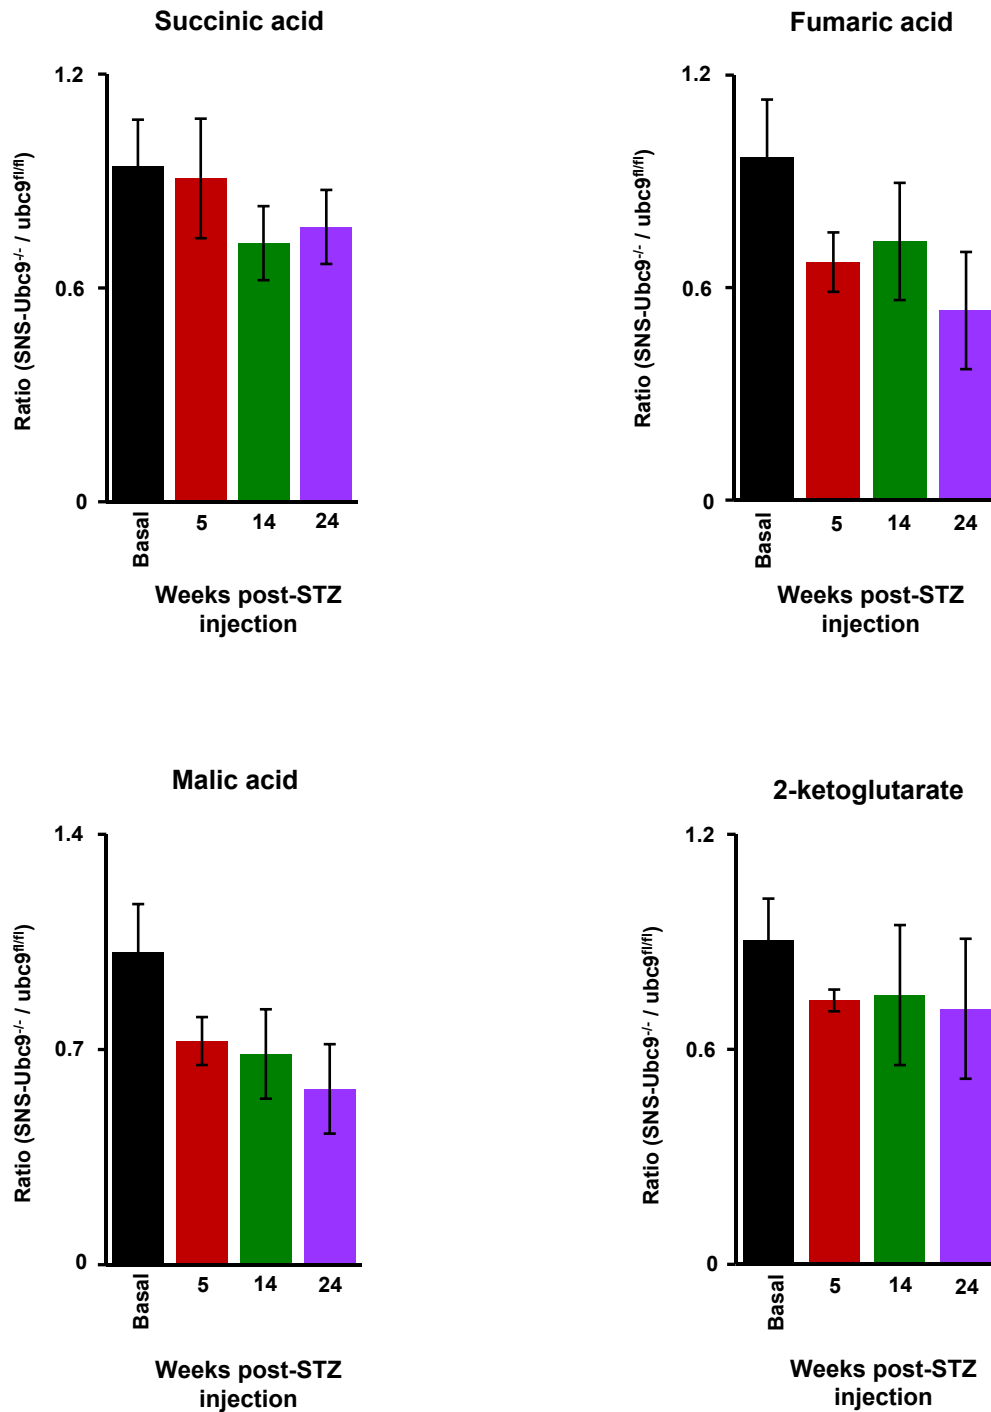 Succinic acid
1.2
0.6
0
Ratio (SNS-Ubc9-/- / ubc9fl/fl)
Basal 5 14 24
Weeks post-STZ
injection
Fumaric acid
1.2
0.6
0
Ratio (SNS-Ubc9-/- / ubc9fl/fl)
Basal 5 14 24
Weeks post-STZ
injection
Malic acid
1.4
0.7
0
Ratio (SNS-Ubc9-/- / ubc9fl/fl)
Basal 5 14 24
Weeks post-STZ
injection
2-ketoglutarate
1.2
0.6
0
Ratio (SNS-Ubc9-/- / ubc9fl/fl)
Basal 5 14 24
Weeks post-STZ
injection